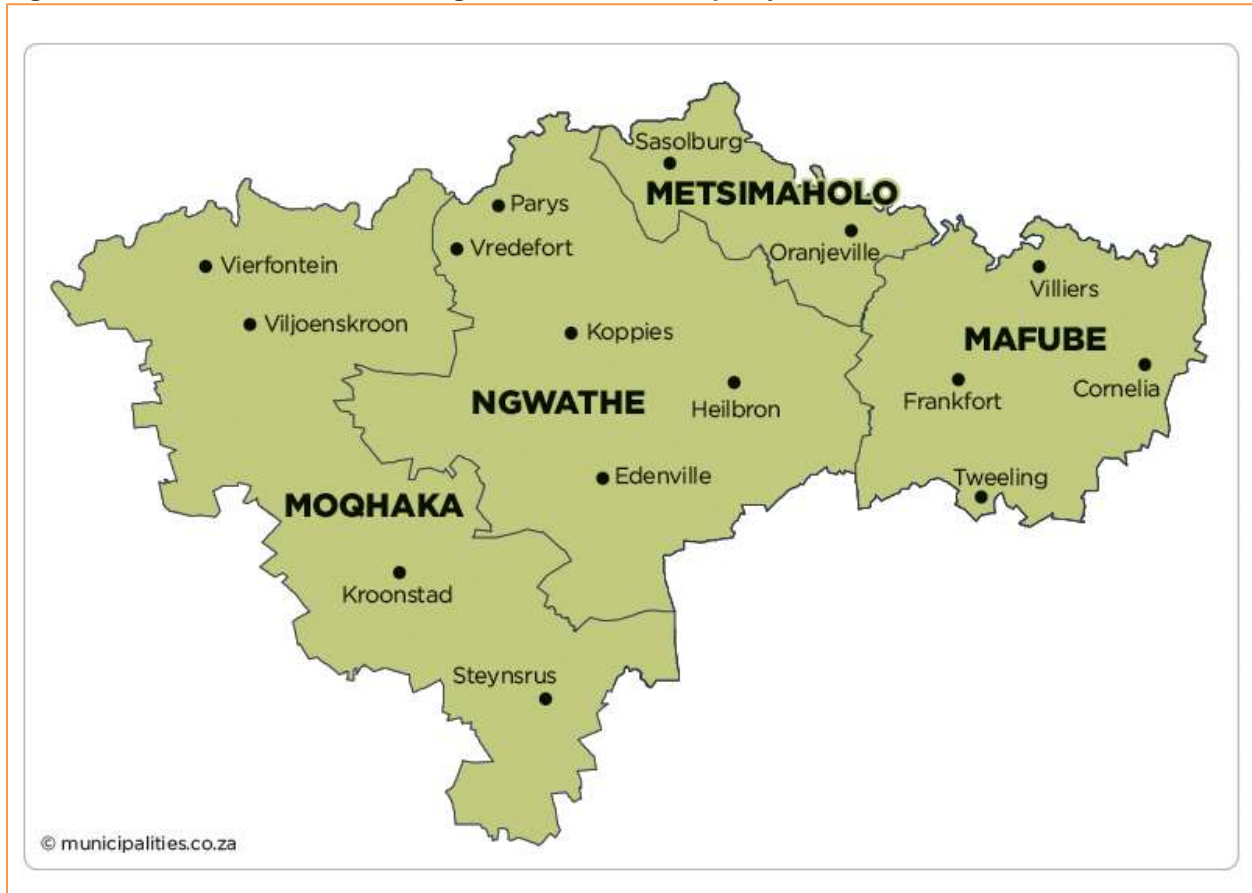 Sasolburg
METSIMAHOLO
Parys
Vredefort
Oranjeville
Vierfontein
Villiers
Viljoenskroon
Koppies
MAFUBE
Cornelia
NGWATHE
Heilbron
Frankfort
Edenville
Tweeling
MOQHAKA
Kroonstad
Steynsrus
© municipalities.co.za